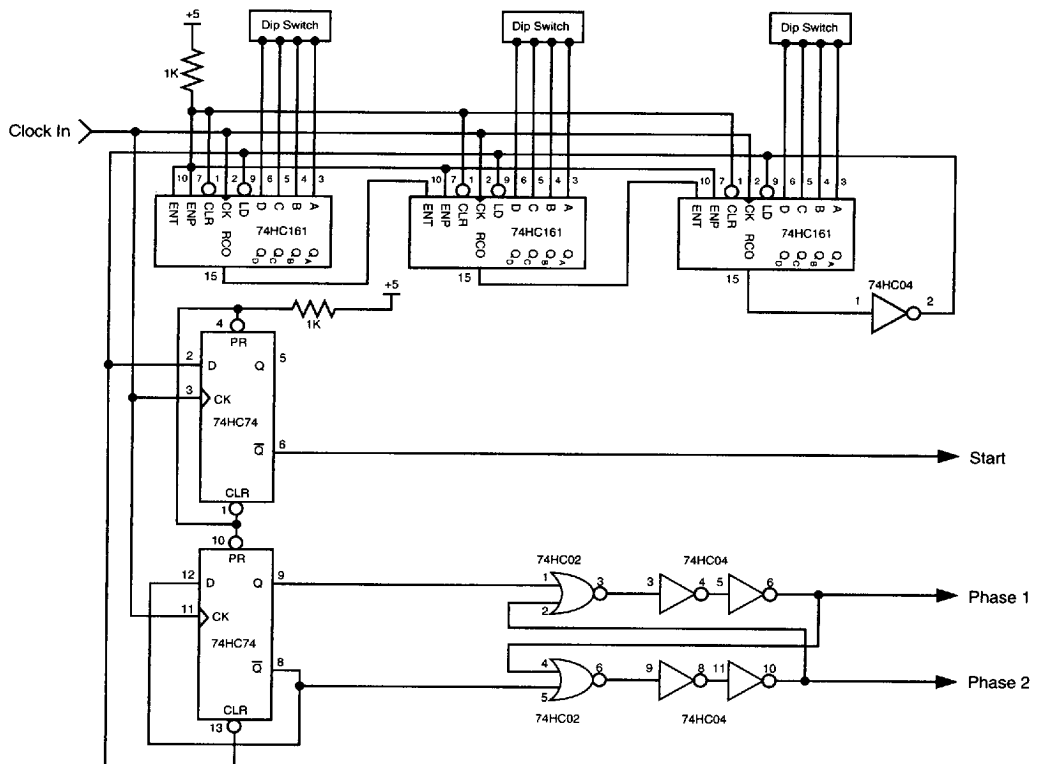 +5
Dip Switch
Dip Switch
Dip Switch
1K
Clock In
10 7 1 2 9 6 5 4 3
10 7 1 2 9 6 5 4 3
10 7 1 2 9 6 5 4 3
ENT ENP CLR CK LD D C B A
ENT ENP CLR CK LD D C B A
ENT ENP CLR CK LD D C B A
74HC161
74HC161
74HC161
RCO QD QC QB QA
RCO QD QC QB QA
RCO QD QC QB QA
15
15
15
74HC04
1 2
+5
1K
4
PR
2 D Q 5
3 CK
74HC74
Q̅ 6
Start
CLR
1
10
PR
12 D Q 9
11 CK
74HC74
Q̅ 8
CLR
13
74HC02 74HC04
1 2 3 3 4 5 6
Phase 1
4 5 6 9 8 11 10
Phase 2
74HC02 74HC04